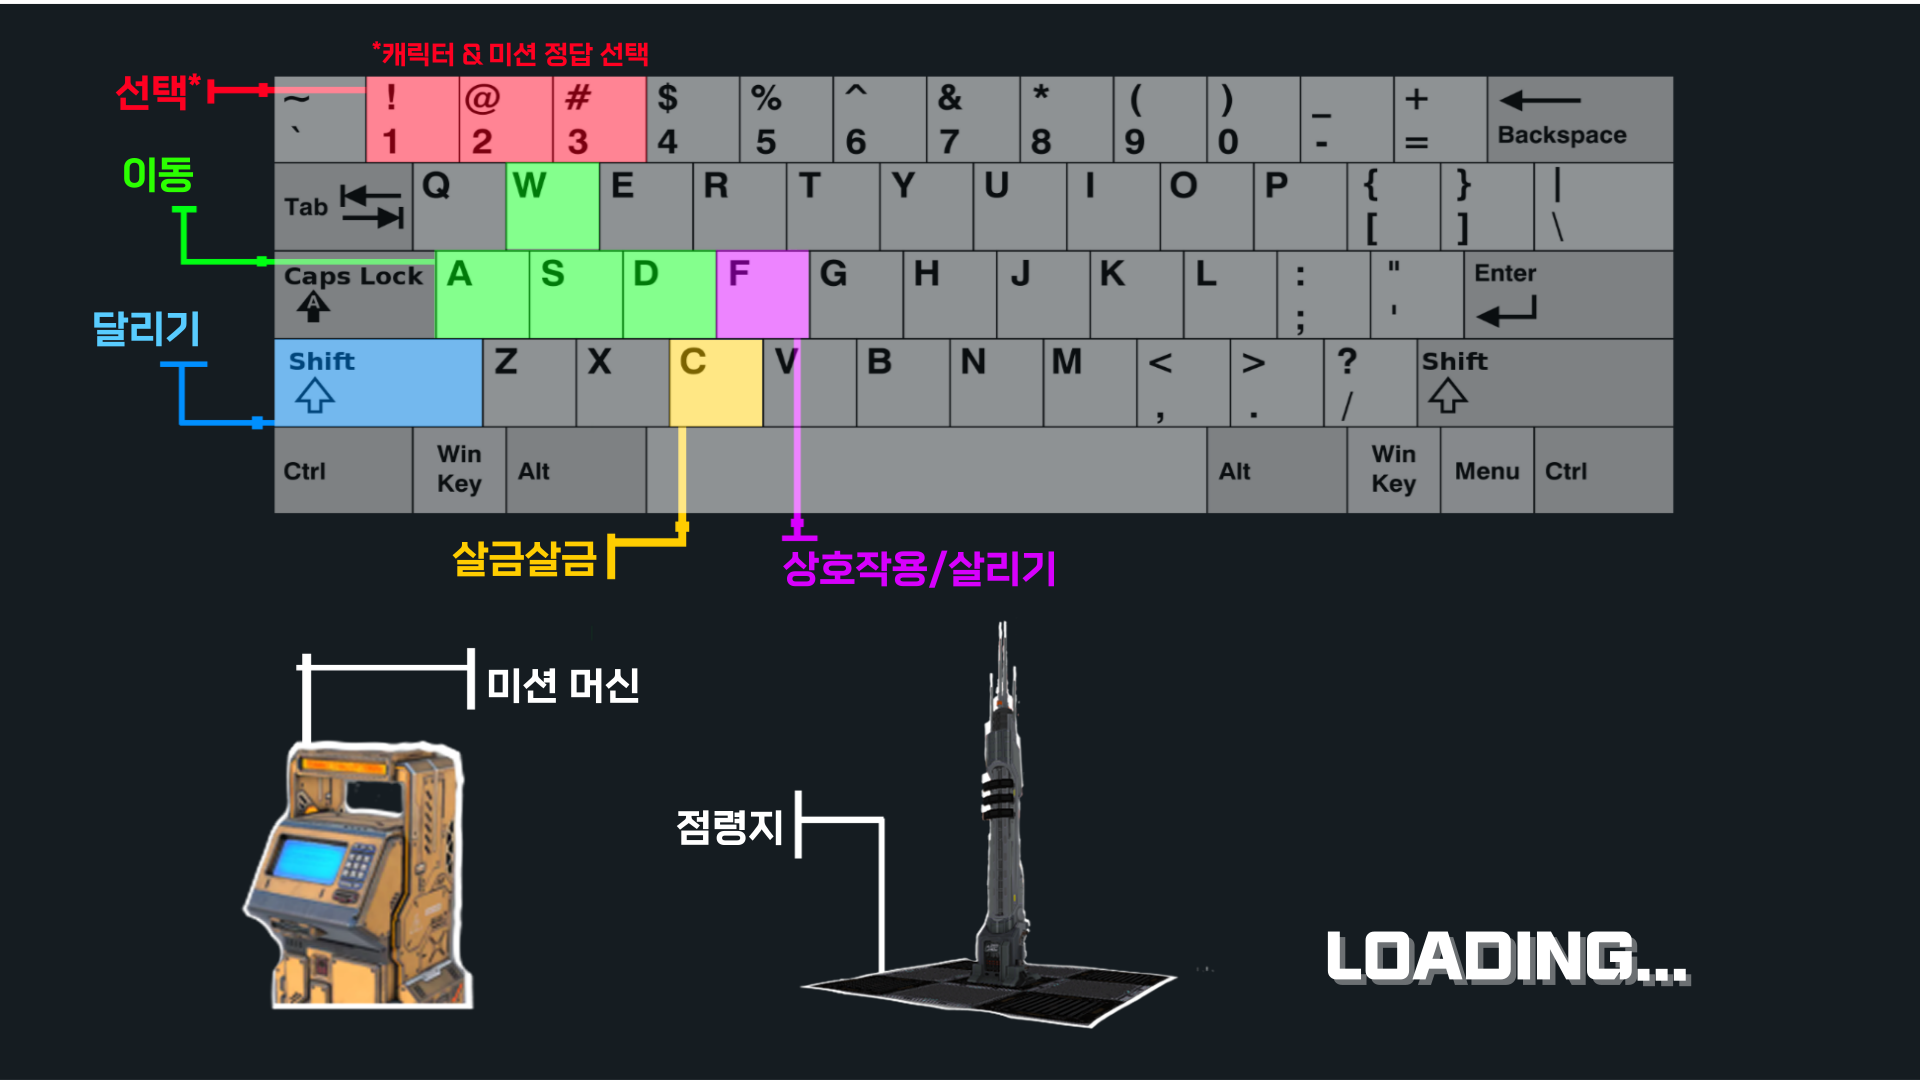 *캐릭터 & 미션 정답 선택
선택*
~ ! @ # $ % ^ & * ( ) _ +
` 1 2 3 4 5 6 7 8 9 0 - = Backspace
이동
Tab Q W E R T Y U I O P { } |
[ ] \
Caps Lock A S D F G H J K L : " Enter
A ; '
달리기
Shift Z X C V B N M < > ? Shift
, . /
Ctrl Win Key Alt Alt Win Key Menu Ctrl
살금살금
상호작용/살리기
미션 머신
점령지
LOADING...